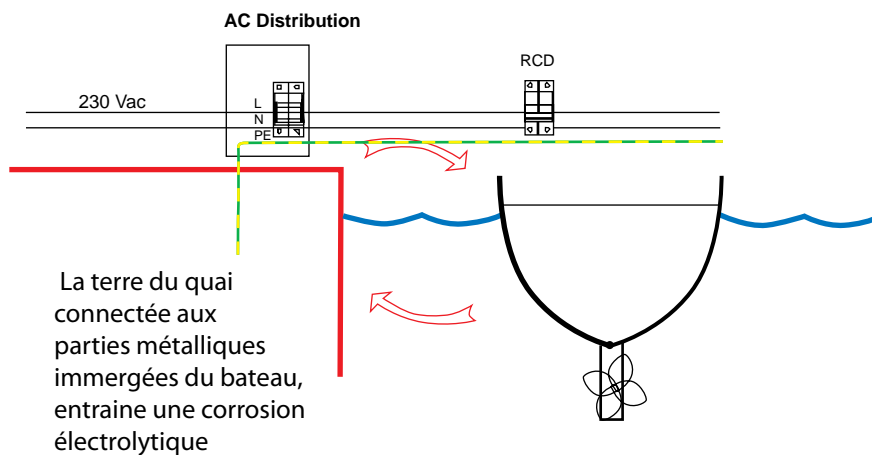 AC Distribution
RCD
230 Vac
L
N
PE
La terre du quai
connectée aux
parties métalliques
immergées du bateau,
entraine une corrosion
électrolytique